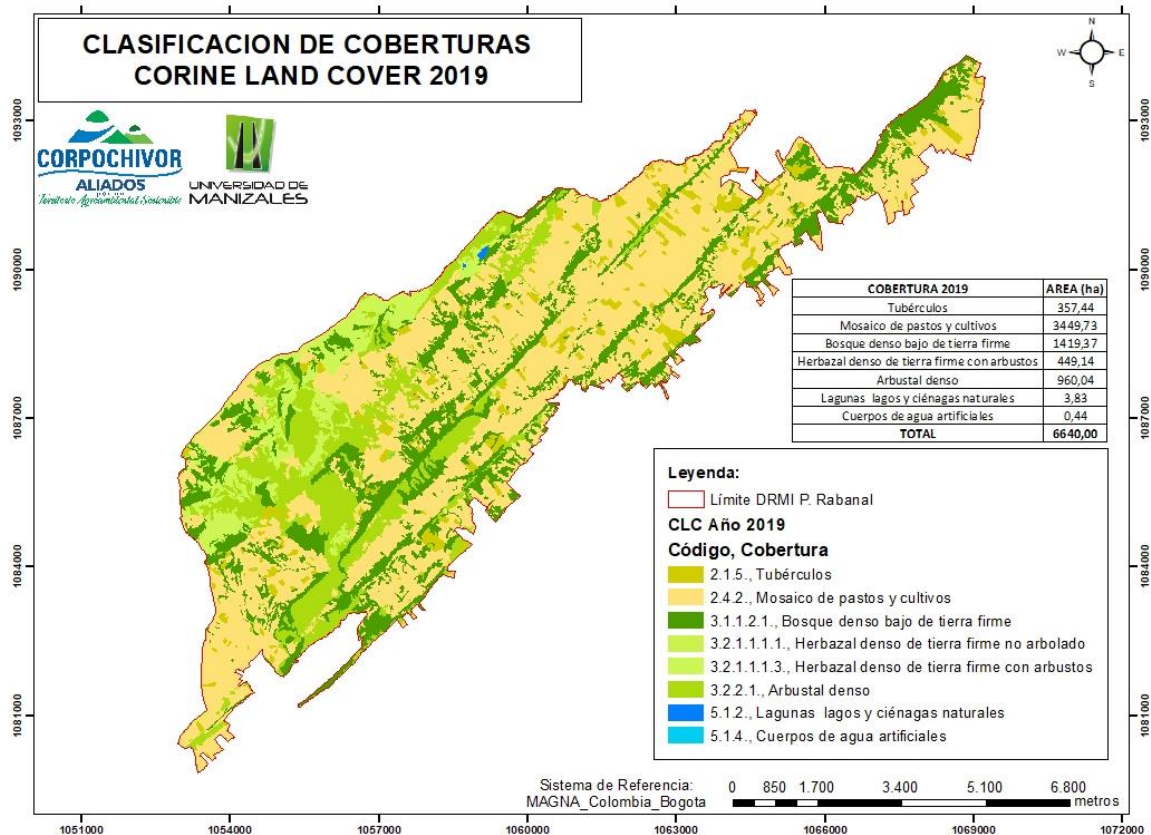 CLASIFICACION DE COBERTURAS
CORINE LAND COVER 2019
CORPOCHIVOR
ALIADOS
Territorio Agroambiental Sostenible
UNIVERSIDAD DE
MANIZALES
N
W
E
S
1093000
1090000
1087000
1084000
1081000
1093000
1090000
1087000
1084000
1081000
COBERTURA 2019 AREA (ha)
Tubérculos 357,44
Mosaico de pastos y cultivos 3449,73
Bosque denso bajo de tierra firme 1419,37
Herbazal denso de tierra firme con arbustos 449,14
Arbustal denso 960,04
Lagunas lagos y ciénagas naturales 3,83
Cuerpos de agua artificiales 0,44
TOTAL 6640,00
Leyenda:
Límite DRMI P. Rabanal
CLC Año 2019
Código, Cobertura
2.1.5., Tubérculos
2.4.2., Mosaico de pastos y cultivos
3.1.1.2.1., Bosque denso bajo de tierra firme
3.2.1.1.1.1., Herbazal denso de tierra firme no arbolado
3.2.1.1.1.3., Herbazal denso de tierra firme con arbustos
3.2.2.1., Arbustal denso
5.1.2., Lagunas lagos y ciénagas naturales
5.1.4., Cuerpos de agua artificiales
Sistema de Referencia:
MAGNA_Colombia_Bogota
0 850 1.700 3.400 5.100 6.800
metros
1051000 1054000 1057000 1060000 1063000 1066000 1069000 1072000